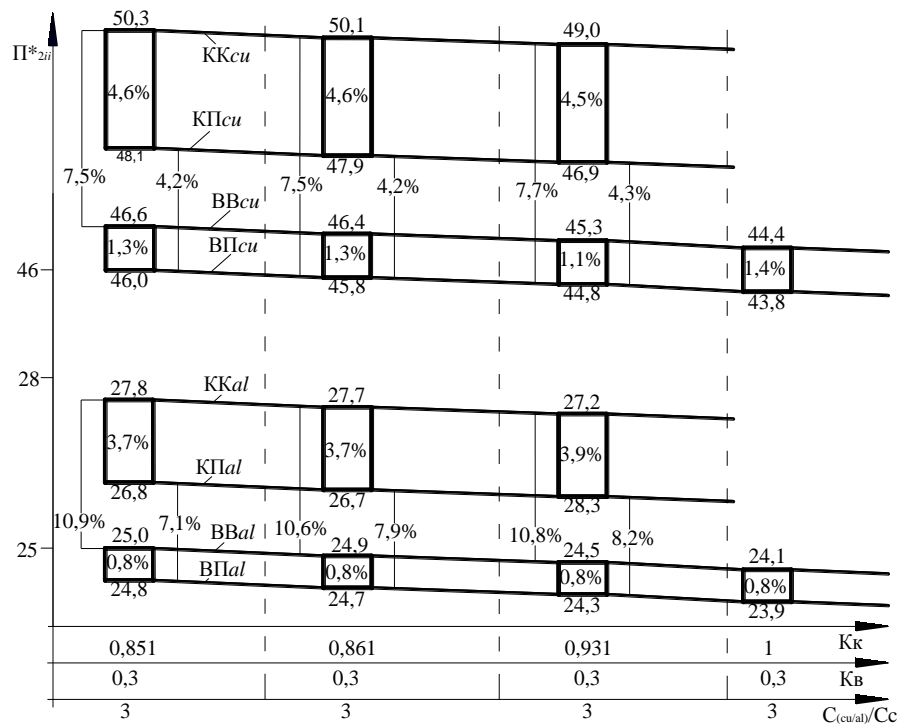 50,3 50,1 49,0
П*2ii
ККcu
4,6% 4,6% 4,5%
КПcu
48,1 47,9 46,9
7,5% 4,2% 7,5% 4,2% 7,7% 4,3%
ВВcu
46,6 46,4 45,3 44,4
ВПcu
1,3% 1,3% 1,1% 1,4%
46
46,0 45,8 44,8 43,8
28
27,8 27,7 27,2
ККal
3,7% 3,7% 3,9%
КПal
26,8 26,7 28,3
10,9% 7,1% 10,6% 7,9% 10,8% 8,2%
ВВal
25
25,0 24,9 24,5 24,1
ВПal
0,8% 0,8% 0,8% 0,8%
24,8 24,7 24,3 23,9
0,851 0,861 0,931 1 Кк
0,3 0,3 0,3 0,3 Кв
3 3 3 3 С(cu/al)/Сс